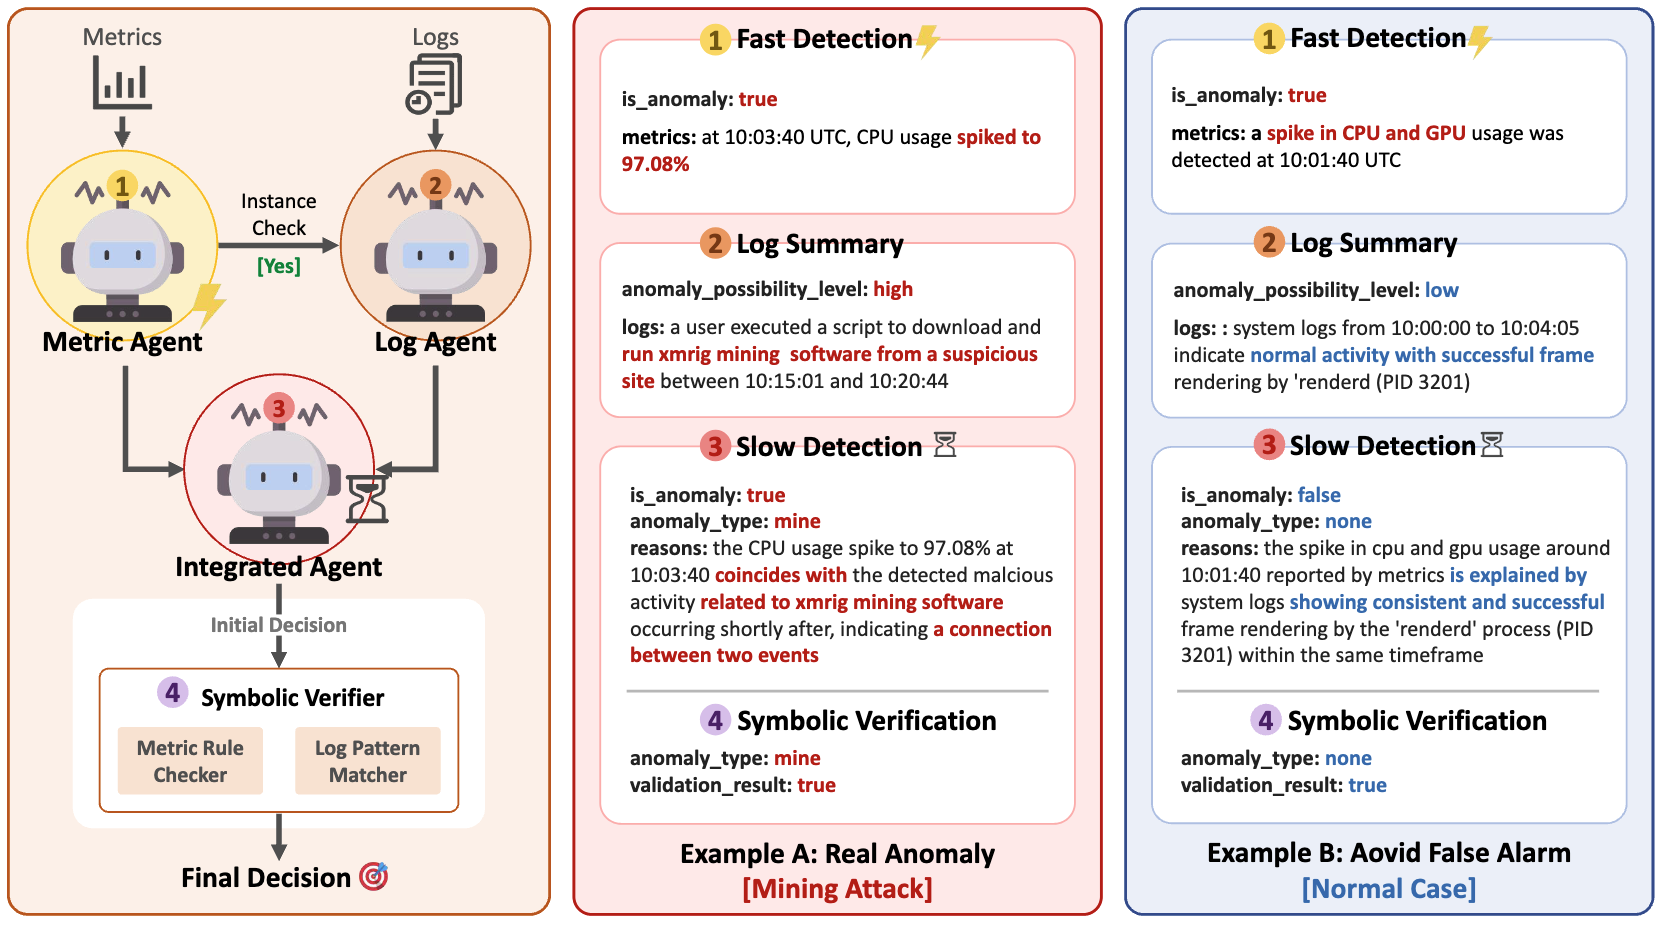 Metrics
Logs
1
2
Instance
Check
[Yes]
Metric Agent
Log Agent
3
Integrated Agent
Initial Decision
4 Symbolic Verifier
Metric Rule
Checker
Log Pattern
Matcher
Final Decision
1 Fast Detection
is_anomaly: true
metrics: at 10:03:40 UTC, CPU usage spiked to
97.08%
2 Log Summary
anomaly_possibility_level: high
logs: a user executed a script to download and
run xmrig mining software from a suspicious
site between 10:15:01 and 10:20:44
3 Slow Detection
is_anomaly: true
anomaly_type: mine
reasons: the CPU usage spike to 97.08% at
10:03:40 coincides with the detected malcious
activity related to xmrig mining software
occurring shortly after, indicating a connection
between two events
4 Symbolic Verification
anomaly_type: mine
validation_result: true
Example A: Real Anomaly
[Mining Attack]
1 Fast Detection
is_anomaly: true
metrics: a spike in CPU and GPU usage was
detected at 10:01:40 UTC
2 Log Summary
anomaly_possibility_level: low
logs: : system logs from 10:00:00 to 10:04:05
indicate normal activity with successful frame
rendering by 'renderd (PID 3201)
3 Slow Detection
is_anomaly: false
anomaly_type: none
reasons: the spike in cpu and gpu usage around
10:01:40 reported by metrics is explained by
system logs showing consistent and successful
frame rendering by the 'renderd' process (PID
3201) within the same timeframe
4 Symbolic Verification
anomaly_type: none
validation_result: true
Example B: Aovid False Alarm
[Normal Case]